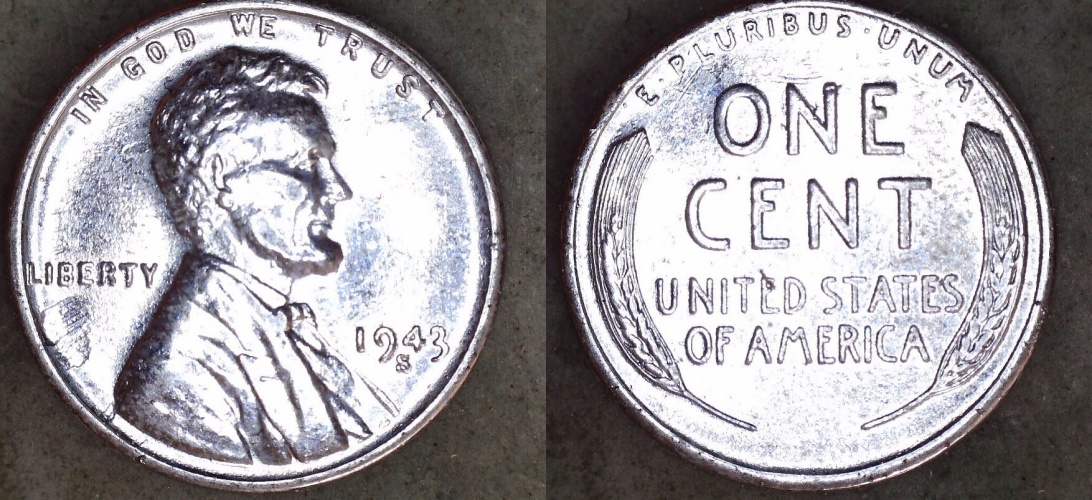 IN GOD WE TRUST
LIBERTY
1943
S
E·PLURIBUS·UNUM
ONE
CENT
UNITED STATES
OF AMERICA